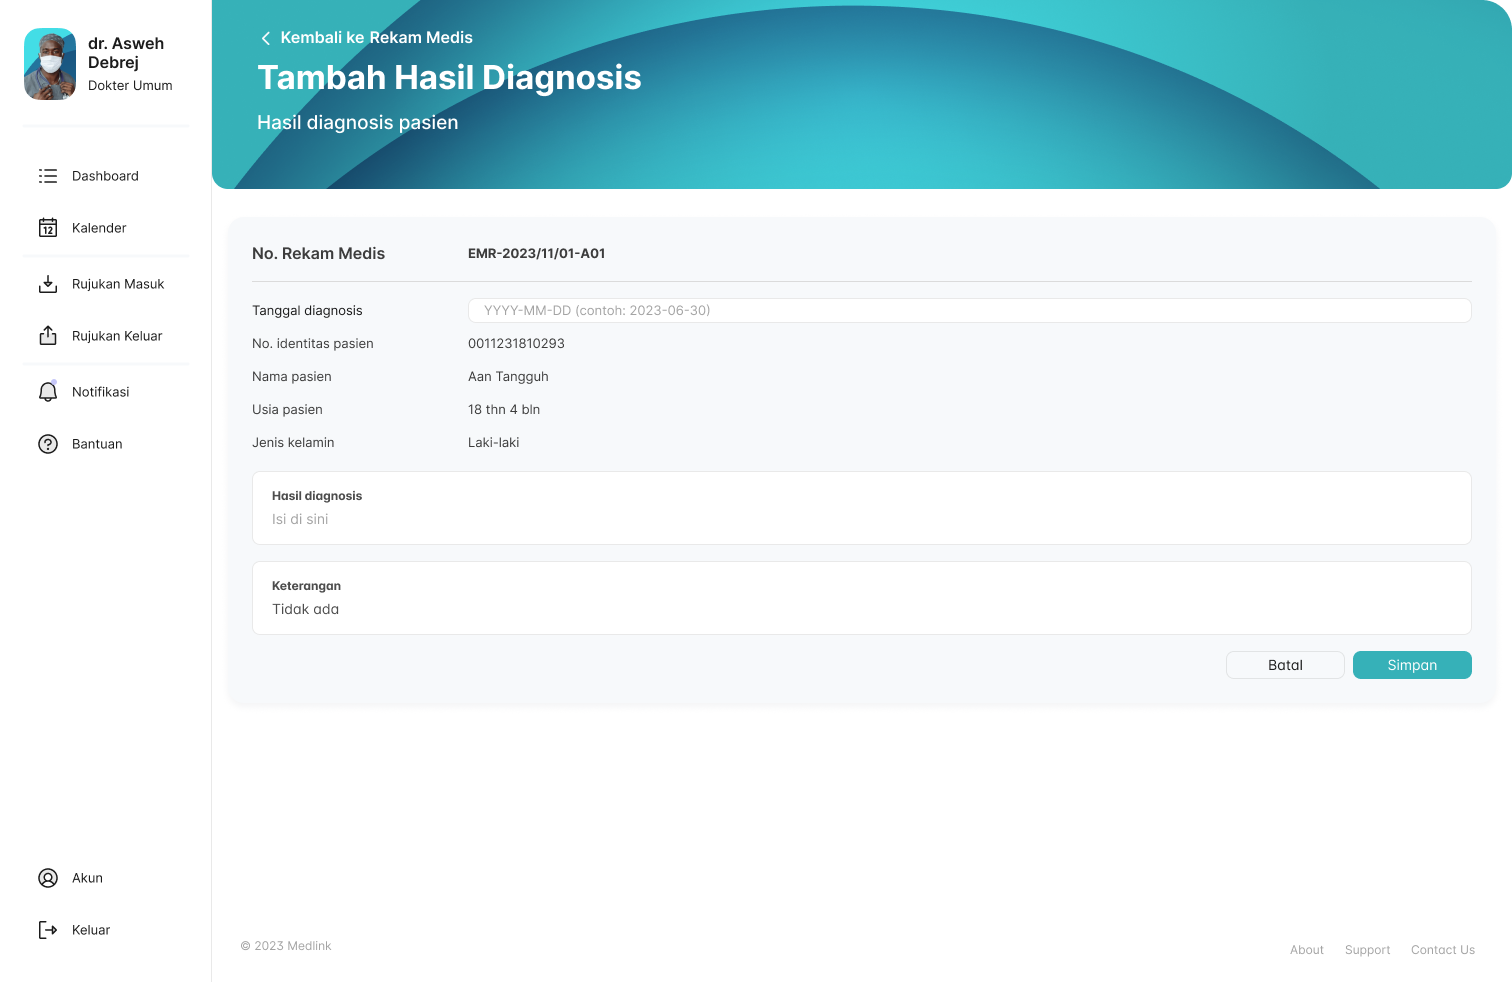 dr. Asweh
Debrej
Dokter Umum
Dashboard
12
Kalender
Rujukan Masuk
Rujukan Keluar
Notifikasi
Bantuan
Akun
Keluar
Kembali ke Rekam Medis
Tambah Hasil Diagnosis
Hasil diagnosis pasien
No. Rekam Medis EMR-2023/11/01-A01
Tanggal diagnosis YYYY-MM-DD (contoh: 2023-06-30)
No. identitas pasien 0011231810293
Nama pasien Aan Tangguh
Usia pasien 18 thn 4 bln
Jenis kelamin Laki-laki
Hasil diagnosis
Isi di sini
Keterangan
Tidak ada
Batal Simpan
© 2023 Medlink
About Support Contact Us